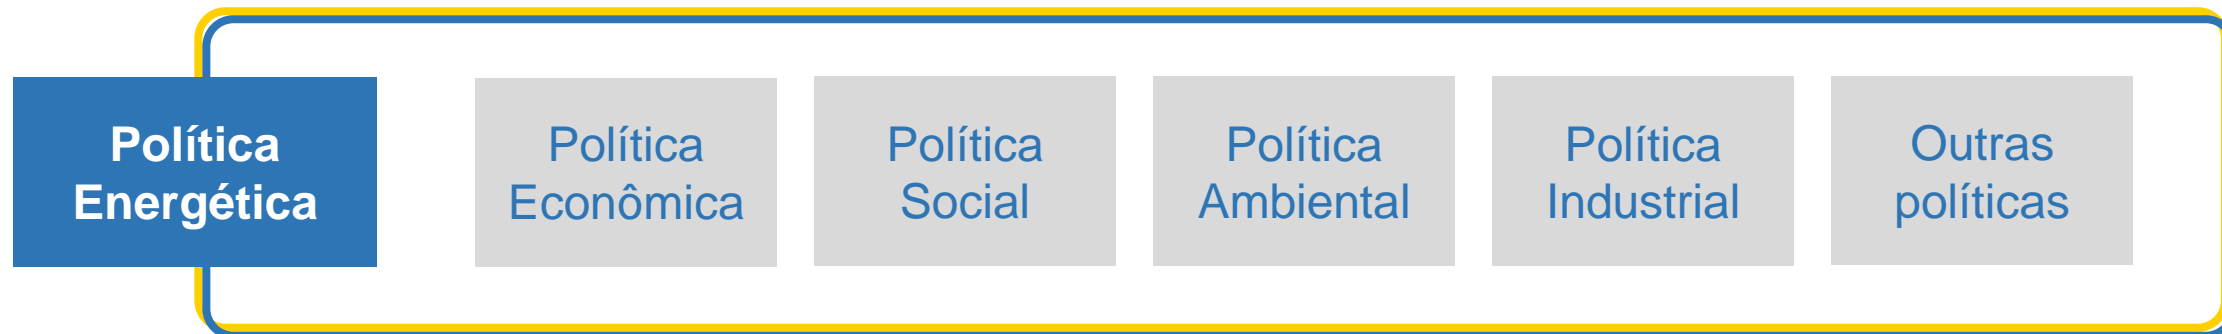 Política
Energética
Política
Econômica
Política
Social
Política
Ambiental
Política
Industrial
Outras
políticas